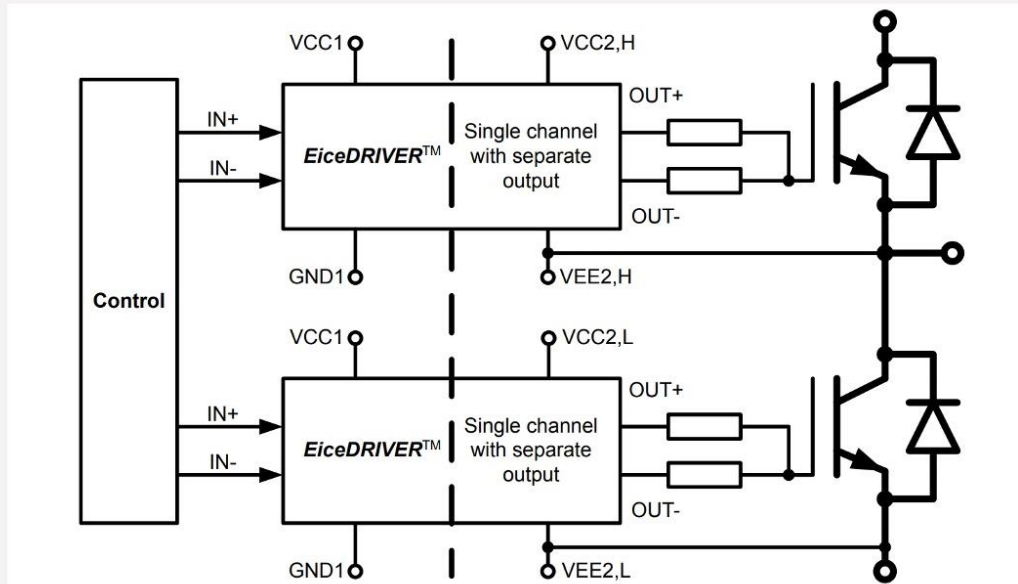 VCC1
VCC2,H
OUT+
IN+
EiceDRIVER™
Single channel
with separate
output
IN-
OUT-
GND1
VEE2,H
Control
VCC1
VCC2,L
OUT+
IN+
EiceDRIVER™
Single channel
with separate
output
IN-
OUT-
GND1
VEE2,L